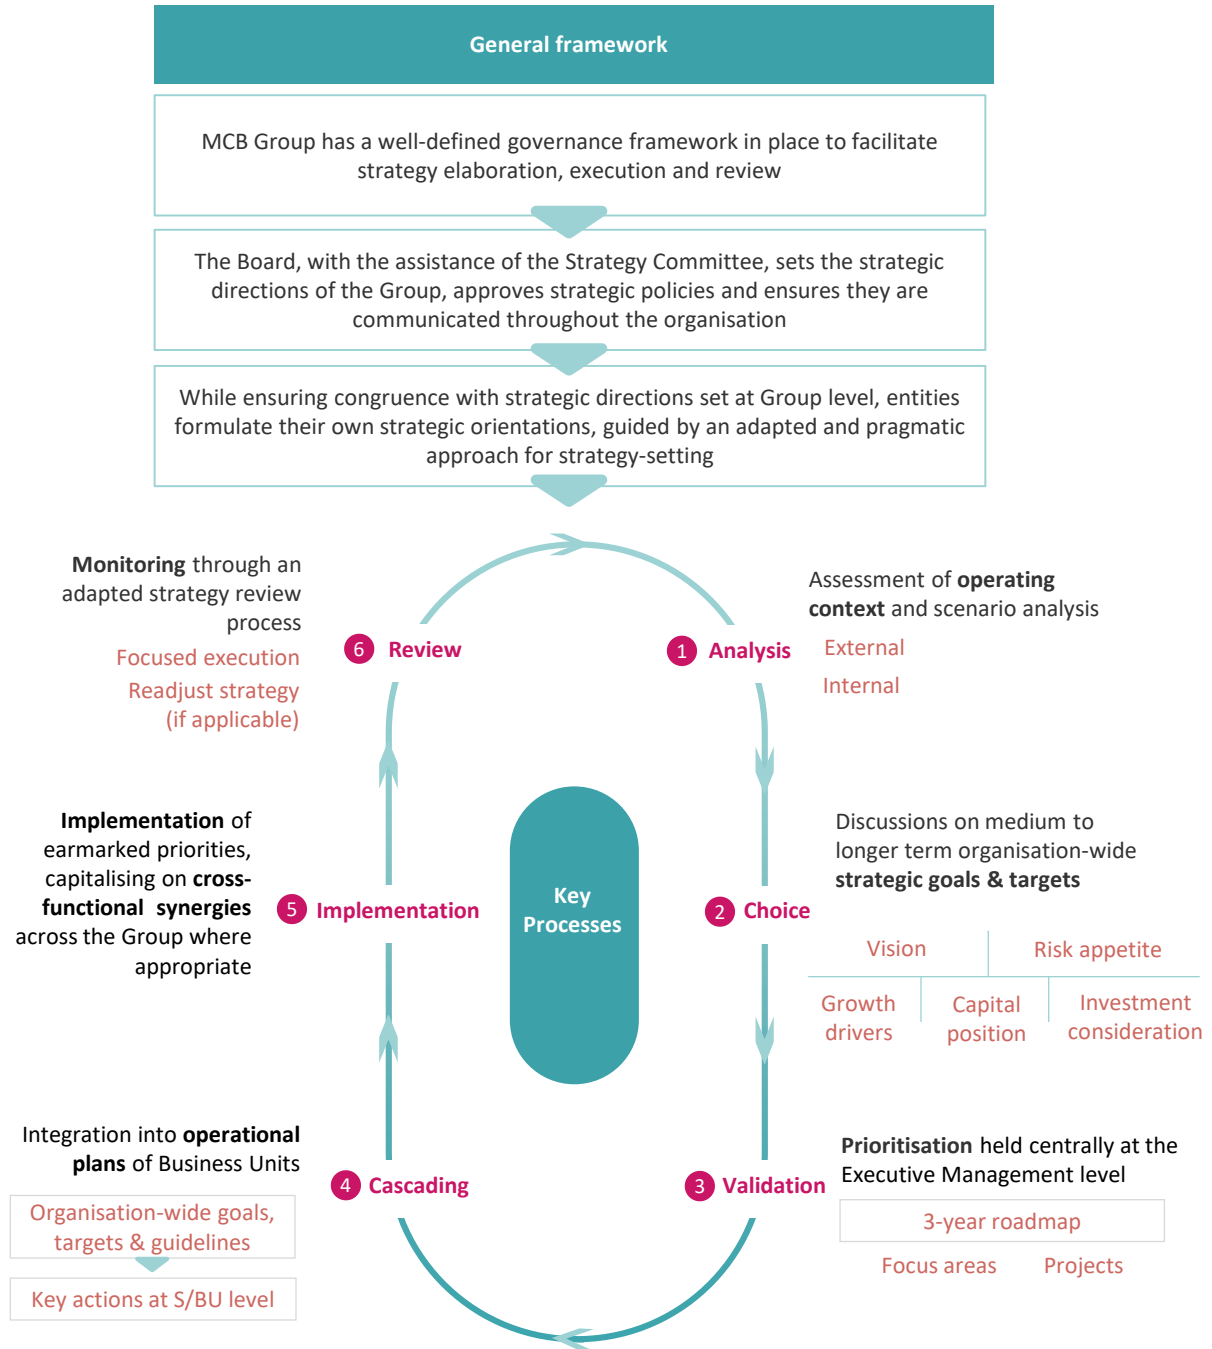 General framework
MCB Group has a well-defined governance framework in place to facilitate
strategy elaboration, execution and review
The Board, with the assistance of the Strategy Committee, sets the strategic
directions of the Group, approves strategic policies and ensures they are
communicated throughout the organisation
While ensuring congruence with strategic directions set at Group level, entities
formulate their own strategic orientations, guided by an adapted and pragmatic
approach for strategy-setting
1 Analysis
Assessment of operating
context and scenario analysis
External
Internal
2 Choice
Discussions on medium to
longer term organisation-wide
strategic goals & targets
Vision
Risk appetite
Growth
drivers
Capital
position
Investment
consideration
3 Validation
Prioritisation held centrally at the
Executive Management level
3-year roadmap
Focus areas
Projects
4 Cascading
Integration into operational
plans of Business Units
Organisation-wide goals,
targets & guidelines
Key actions at S/BU level
5 Implementation
Implementation of
earmarked priorities,
capitalising on cross-
functional synergies
across the Group where
appropriate
6 Review
Monitoring through an
adapted strategy review
process
Focused execution
Readjust strategy
(if applicable)
Key
Processes